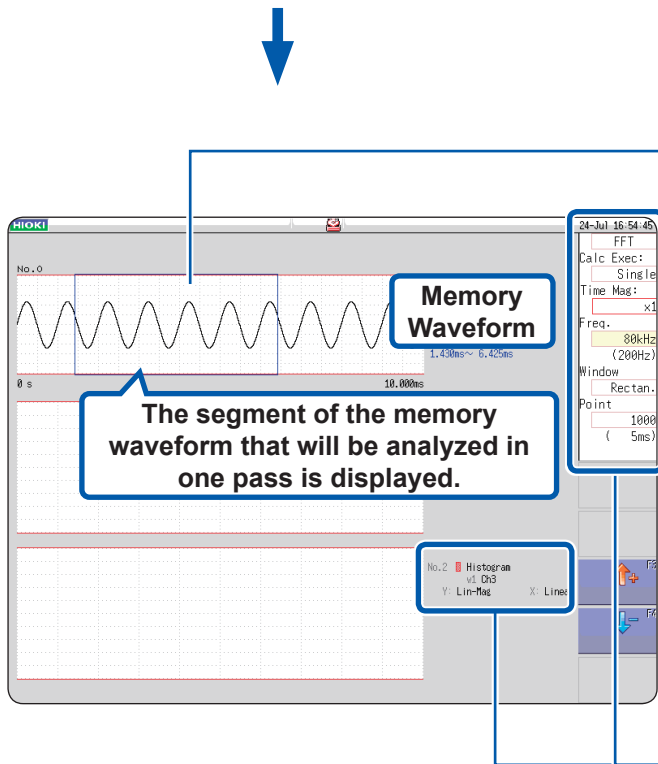 HIOKI
24-Jul 16:54:45
FFT
Calc Exec:
Single
Time Mag:
x1
Freq.
80kHz
(200Hz)
Window
Rectan.
Point
1000
( 5ms)
No.0
Memory
Waveform
1.430ms~ 6.425ms
0 s
10.000ms
The segment of the memory
waveform that will be analyzed in
one pass is displayed.
No.2 Histogram
w1 Ch3
Y: Lin-Mag X: Linea